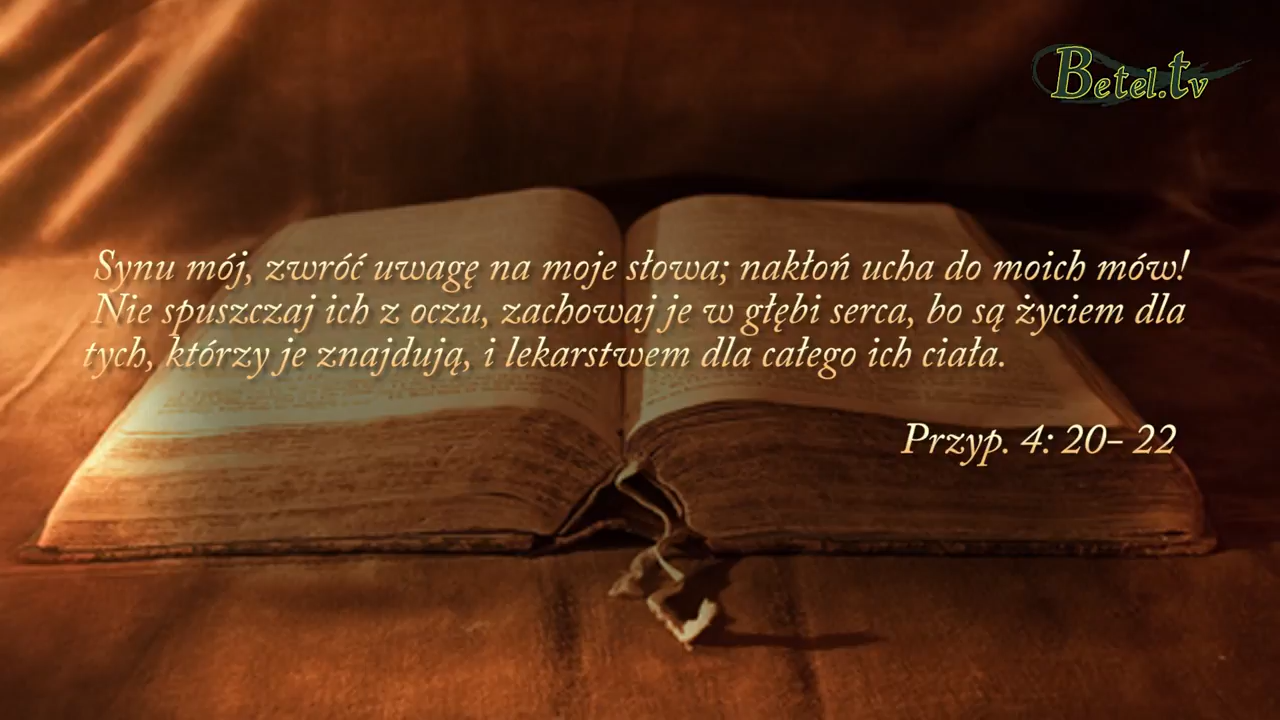 Betel.tv
Synu mój, zwróć uwagę na moje słowa; nakłoń ucha do moich mów!
Nie spuszczaj ich z oczu, zachowaj je w głębi serca, bo są życiem dla
tych, którzy je znajdują, i lekarstwem dla całego ich ciała.
Przyp. 4: 20– 22